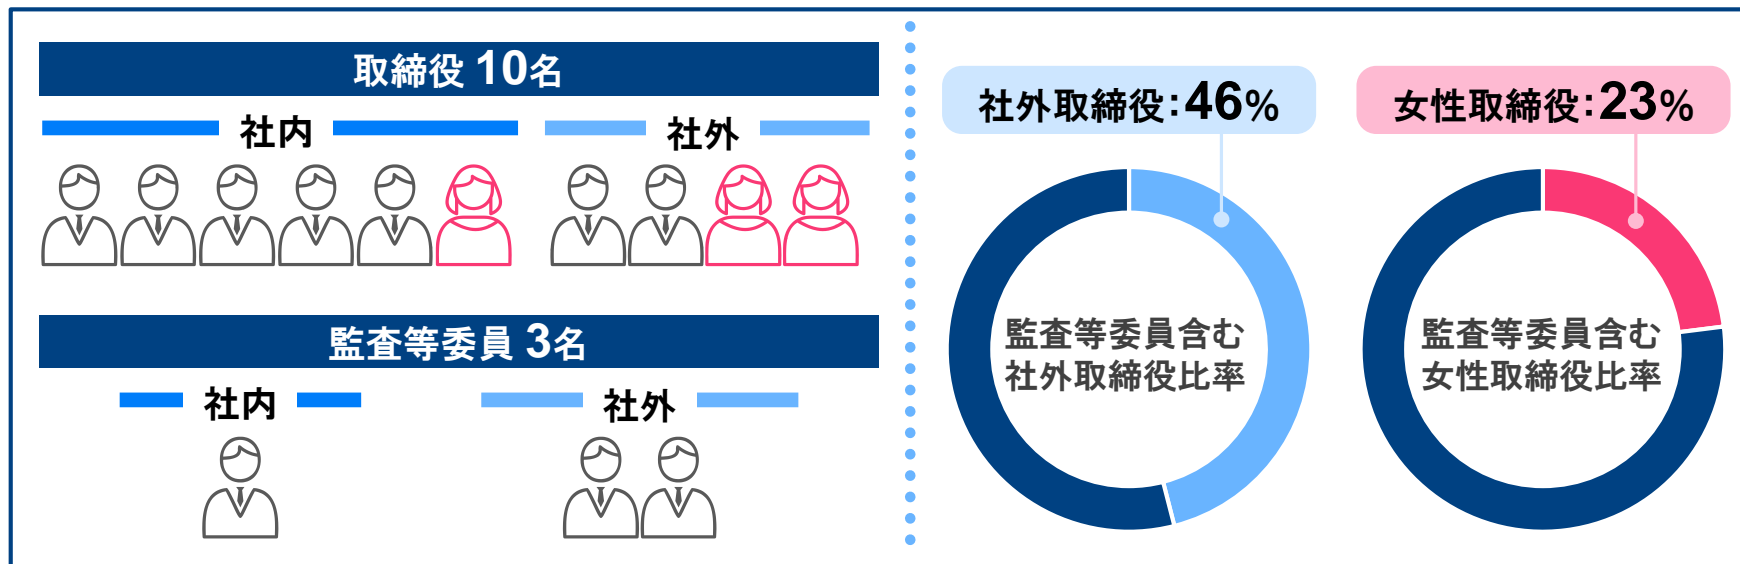 取締役 10名
社内
社外
監査等委員 3名
社内
社外
社外取締役：46%
監査等委員含む
社外取締役比率
女性取締役：23%
監査等委員含む
女性取締役比率